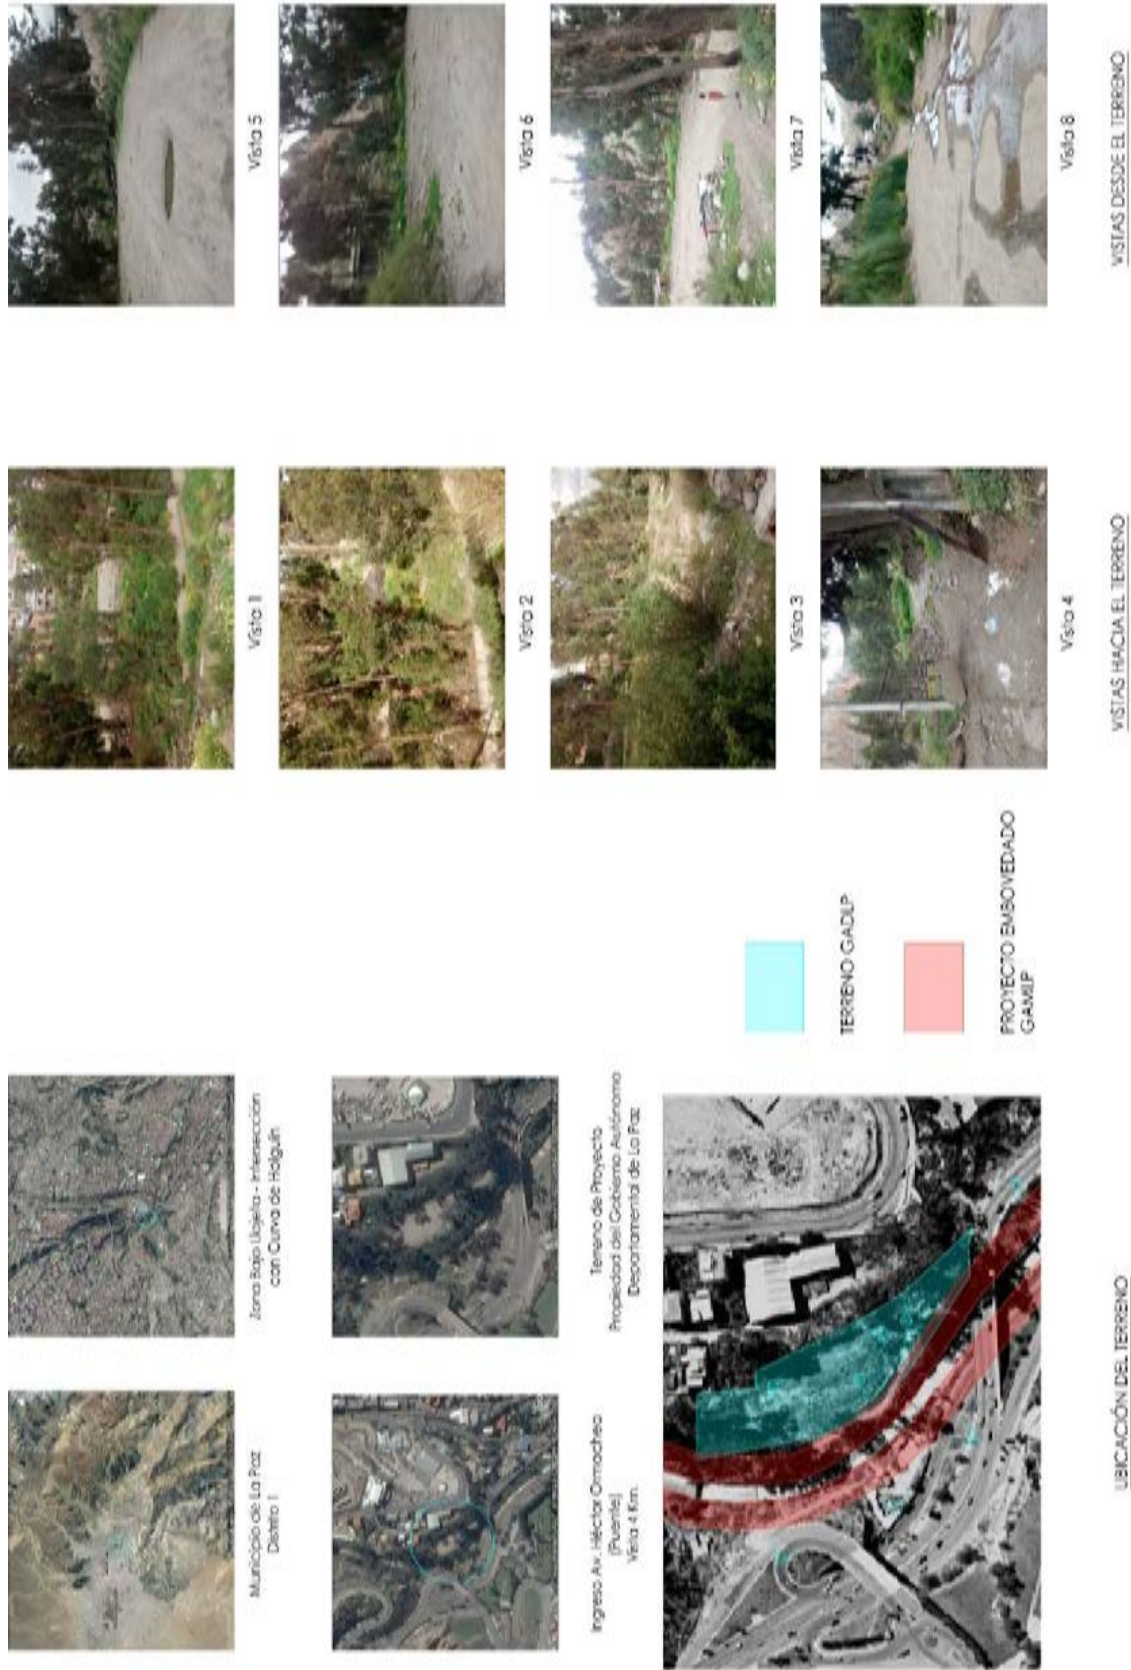 Municipio de La Paz
Distrito 1
Zona Bajo Llojeta - Intersección
con Curva de Holguín
Ingreso Av. Héctor Ormachea
(Puente)
Vista 4 Km.
Terreno de Proyecto
Propiedad del Gobierno Autónomo
Departamental de La Paz
UBICACIÓN DEL TERRENO
TERRENO GADLP
PROYECTO EMBOVEDADO
GAMLP
Vista 1
Vista 2
Vista 3
Vista 4
VISTAS HACIA EL TERRENO
Vista 5
Vista 6
Vista 7
Vista 8
VISTAS DESDE EL TERRENO